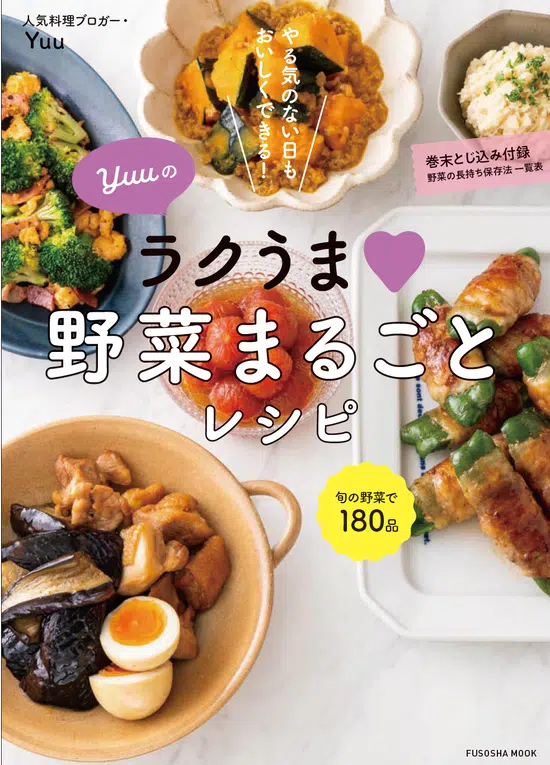 人気料理ブロガー・
Yuu
やる気のない日も
おいしくできる!
巻末とじ込み付録
野菜の長持ち保存法一覧表
Yuuの
ラクうま♥
野菜まるごと
レシピ
旬の野菜で
180品
FUSOSHA MOOK